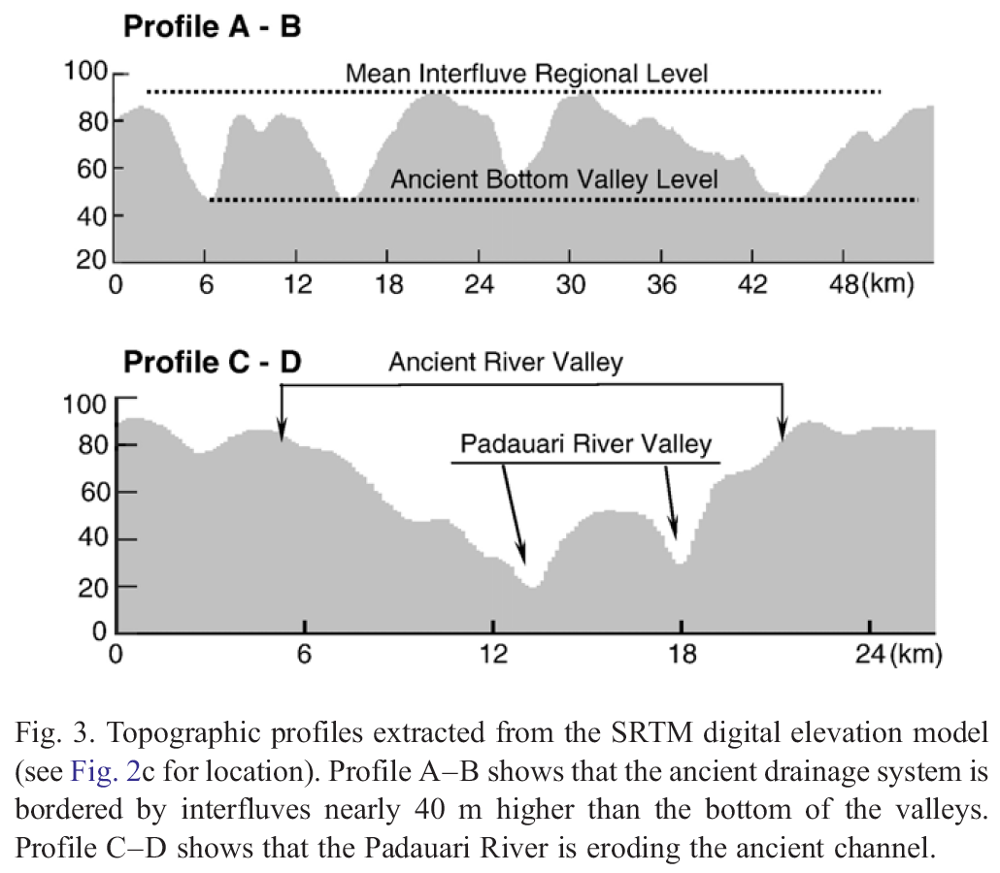 Profile A - B
100
Mean Interfluve Regional Level
80
60
Ancient Bottom Valley Level
40
20
0 6 12 18 24 30 36 42 48 (km)
Profile C - D
Ancient River Valley
100
80
Padauari River Valley
60
40
20
0
0 6 12 18 24 (km)
Fig. 3. Topographic profiles extracted from the SRTM digital elevation model
(see Fig. 2c for location). Profile A–B shows that the ancient drainage system is
bordered by interfluves nearly 40 m higher than the bottom of the valleys.
Profile C–D shows that the Padauari River is eroding the ancient channel.